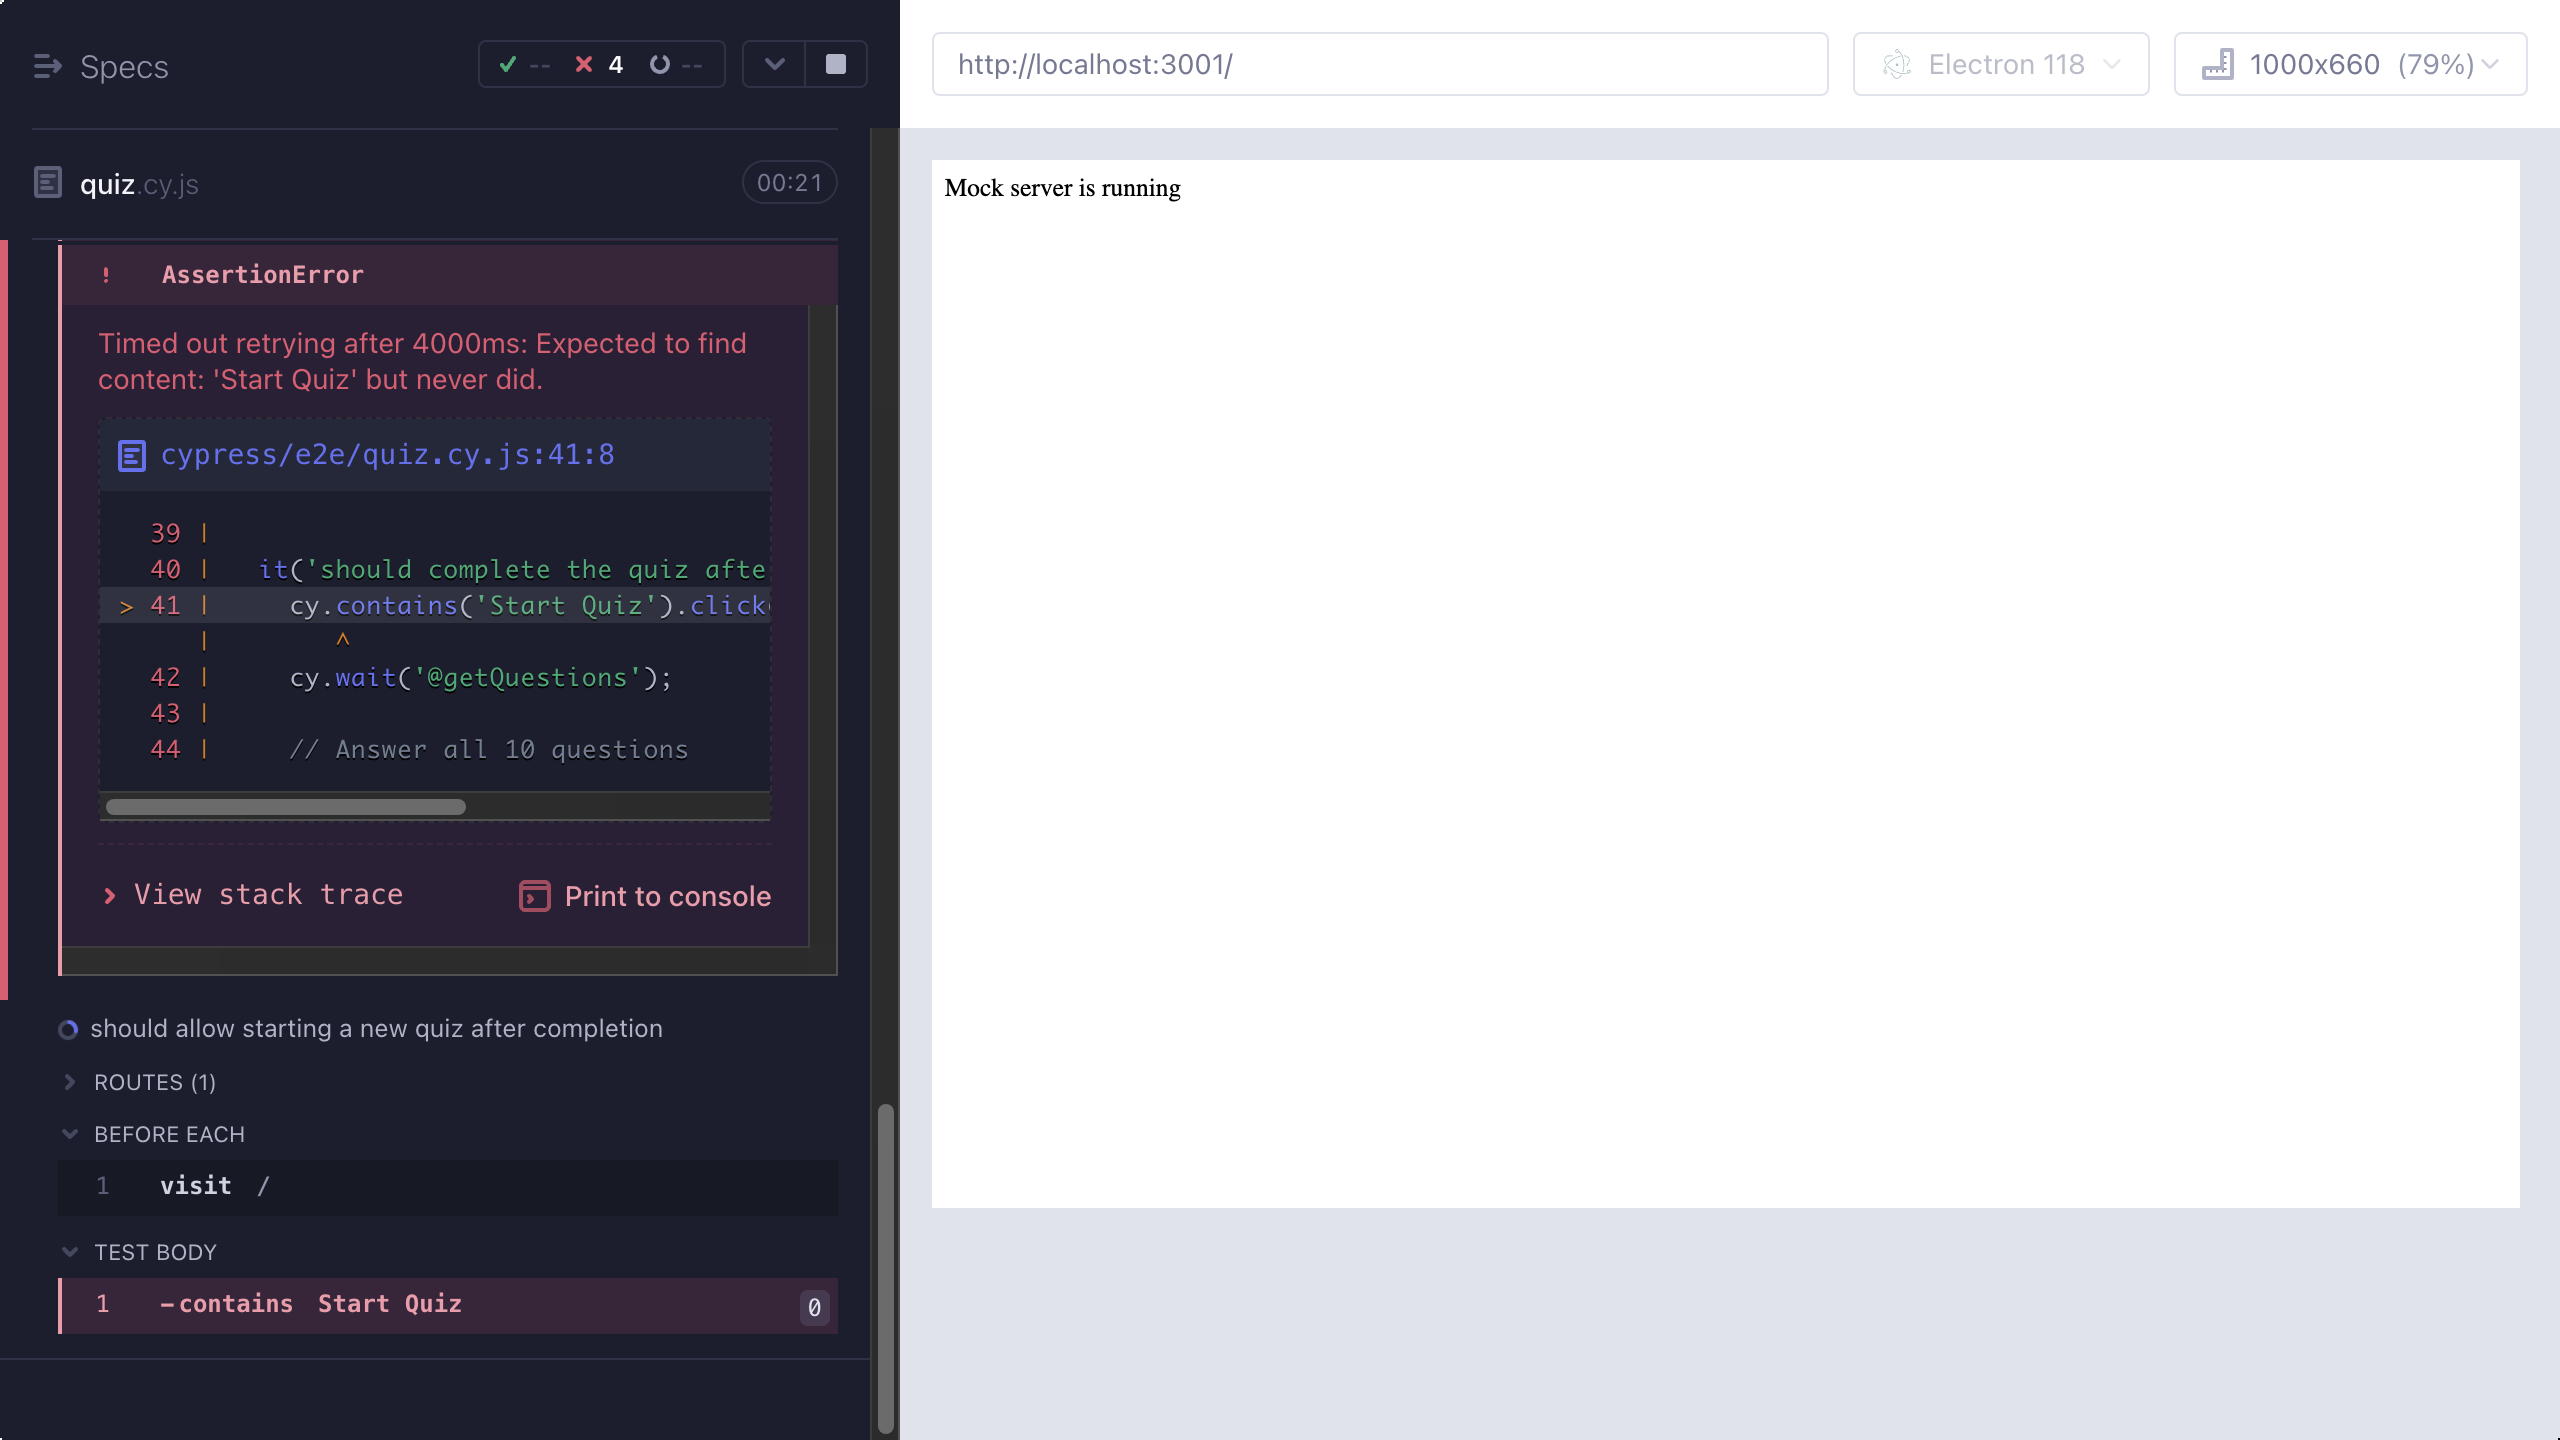 Specs
-- 4 --
quiz.cy.js 00:21
! AssertionError
Timed out retrying after 4000ms: Expected to find
content: 'Start Quiz' but never did.
cypress/e2e/quiz.cy.js:41:8
39 |
40 | it('should complete the quiz afte
> 41 | cy.contains('Start Quiz').click(
| ^
42 | cy.wait('@getQuestions');
43 |
44 | // Answer all 10 questions
> View stack trace
Print to console
should allow starting a new quiz after completion
ROUTES (1)
BEFORE EACH
1 visit /
TEST BODY
1 -contains Start Quiz 0
http://localhost:3001/
Electron 118
1000x660 (79%)
Mock server is running